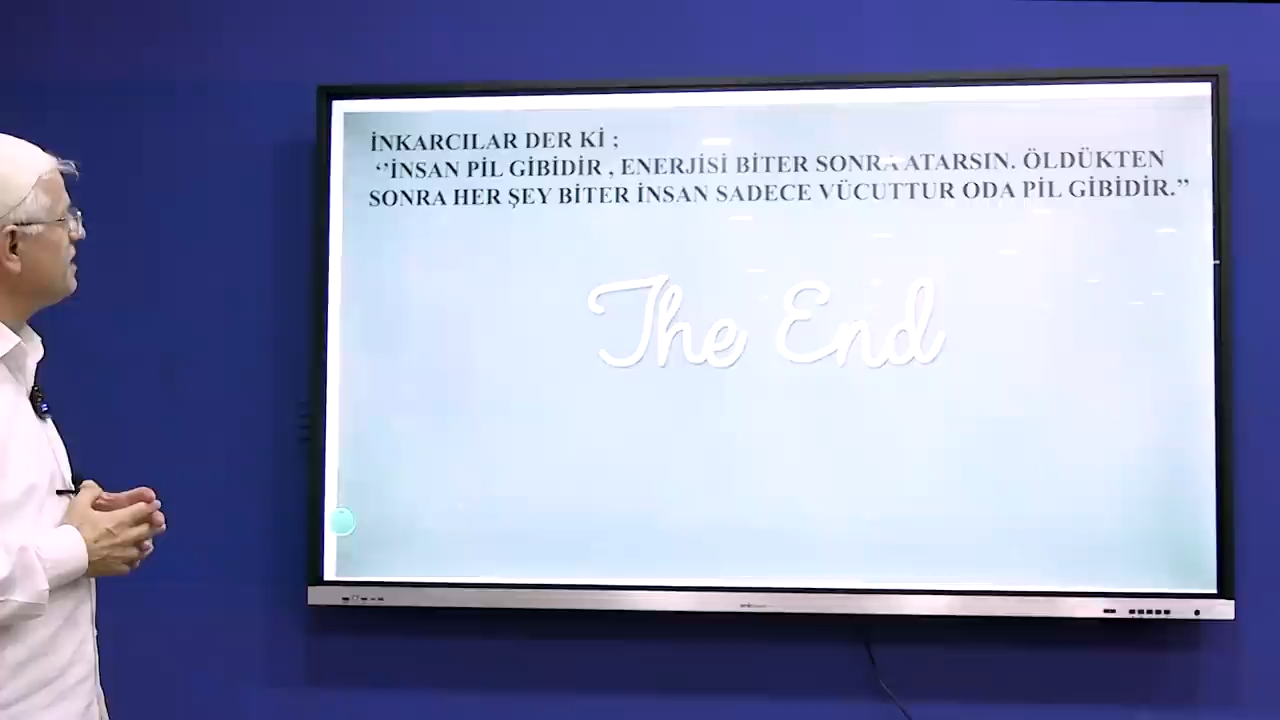 İNKARCILAR DER Kİ ;
‘’İNSAN PİL GİBİDİR , ENERJİSİ BİTER SONRA ATARSIN. ÖLDÜKTEN
SONRA HER ŞEY BİTER İNSAN SADECE VÜCUTTUR ODA PİL GİBİDİR.’’
The End